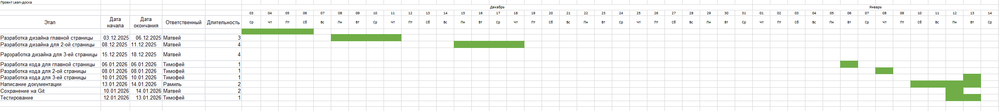 Проект Lean-доска
Декабрь Январь
03 04 05 06 07 08 09 10 11 12 13 14 15 16 17 18 19 20 21 22 23 24 25 26 27 28 29 30 31 01 02 03 04 05 06 07 08 09 10 11 12 13 14
Этап Дата начала Дата окончания Ответственный Длительность Ср Чт Пт Сб Вс Пн Вт Ср Чт Пт Сб Вс Пн Вт Ср Чт Пт Сб Вс Пн Вт Ср Чт Пт Сб Вс Пн Вт Ср Чт Пт Сб Вс Пн Вт Ср Чт Пт Сб Вс Пн Вт Ср
Разработка дизайна главной страницы 03.12.2025 06.12.2025 Матвей 3
Разработка дизайна для 2-ой страницы 08.12.2025 11.12.2025 Матвей 4
Рарзработка дизайна для 3-ей страницы 15.12.2025 18.12.2025 Матвей 4
Разработка кода для главной страницы 06.01.2026 06.01.2026 Тимофей 1
Разработка кода для 2-ой страницы 08.01.2026 08.01.2026 Тимофей 1
Разработка кода для 3-ей страницы 10.01.2026 10.01.2026 Тимофей 1
Написание документации 13.01.2026 14.01.2026 Рамиль 2
Сохранение на Git 10.01.2026 14.01.2026 Матвей 2
Тестирование 12.01.2026 13.01.2026 Тимофей 1